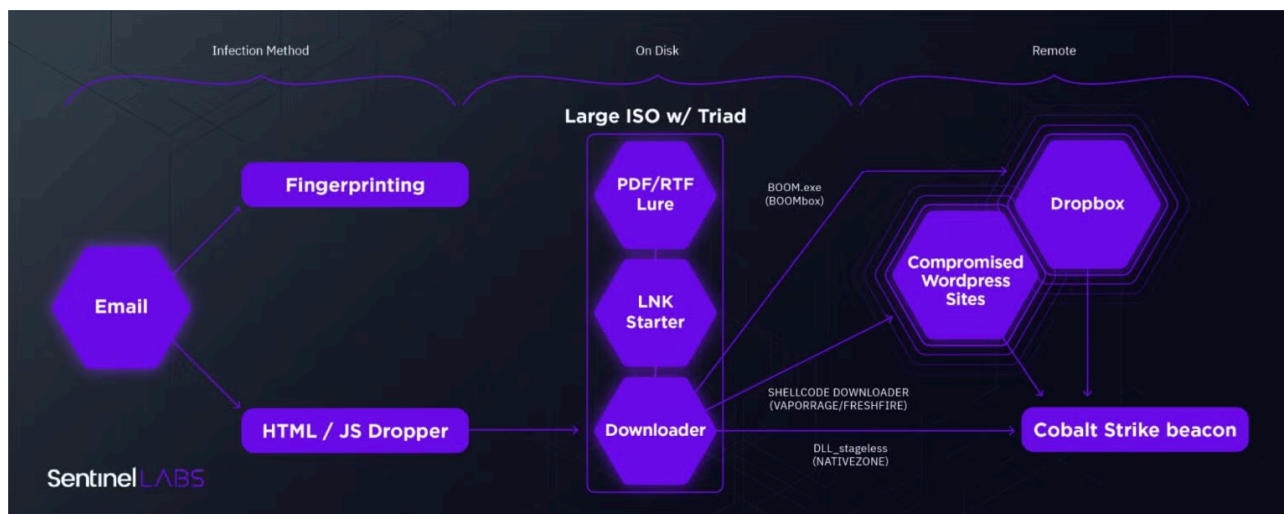 Infection Method
On Disk
Remote
Large ISO w/ Triad
Fingerprinting
PDF/RTF
Lure
BOOM.exe
(BOOMbox)
Dropbox
Compromised
Wordpress
Sites
Email
LNK
Starter
SHELLCODE DOWNLOADER
(VAPORRAGE/FRESHFIRE)
HTML / JS Dropper
Downloader
Cobalt Strike beacon
DLL_stageless
(NATIVEZONE)
SentinelLABS